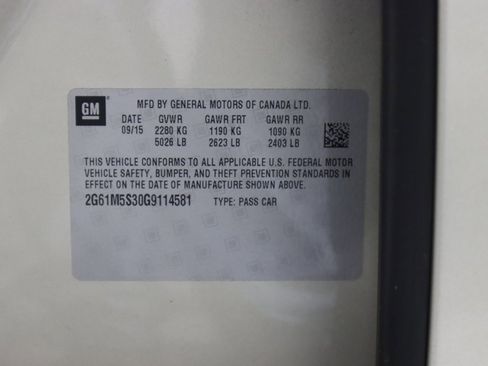 GM
MFD BY GENERAL MOTORS OF CANADA LTD.
DATE GVWR GAWR FRT GAWR RR
09/15 2280 KG 1190 KG 1090 KG
5026 LB 2623 LB 2403 LB
THIS VEHICLE CONFORMS TO ALL APPLICABLE U.S. FEDERAL MOTOR
VEHICLE SAFETY, BUMPER, AND THEFT PREVENTION STANDARDS IN
EFFECT ON THE DATE OF MANUFACTURE SHOWN ABOVE.
2G61M5S30G9114581 TYPE: PASS CAR